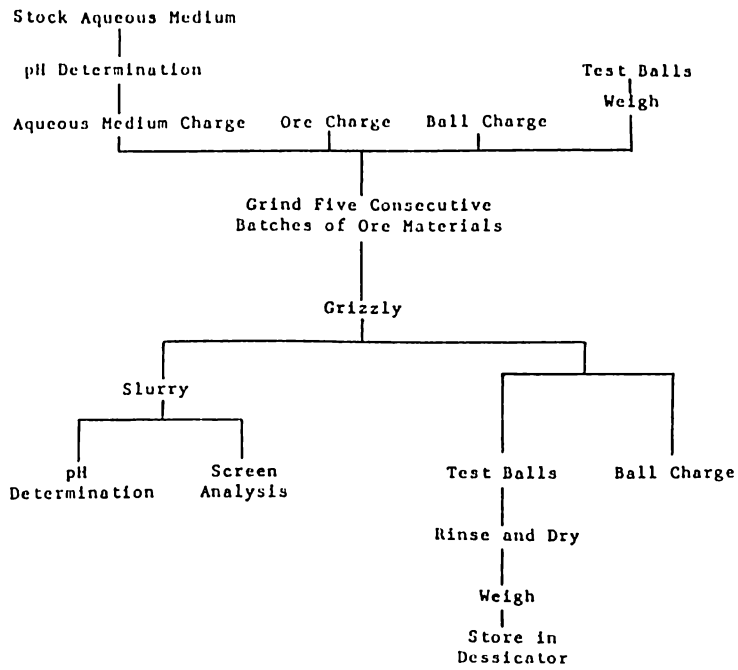 Stock Aqueous Medium
pH Determination
Test Balls
Weigh
Aqueous Medium Charge
Ore Charge
Ball Charge
Grind Five Consecutive
Batches of Ore Materials
Grizzly
Slurry
pH
Determination
Screen
Analysis
Test Balls
Ball Charge
Rinse and Dry
Weigh
Store in
Dessicator